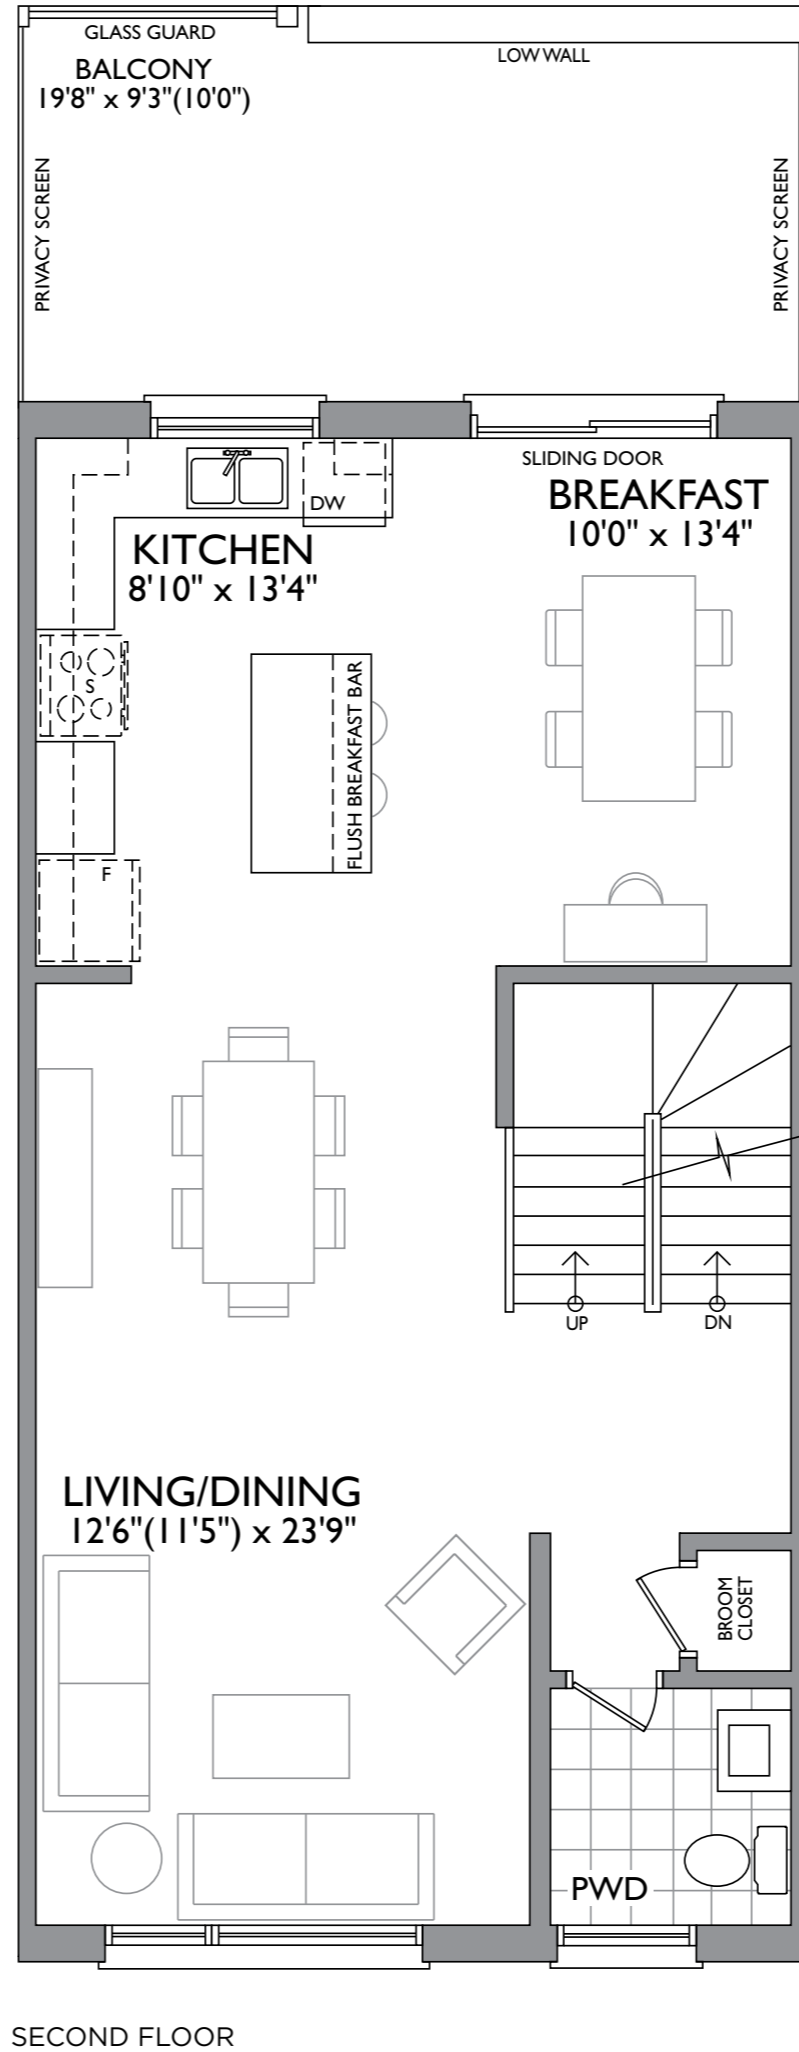 GLASS GUARD
LOW WALL
BALCONY
19'8" x 9'3"(10'0")
PRIVACY SCREEN
PRIVACY SCREEN
SLIDING DOOR
BREAKFAST
10'0" x 13'4"
DW
KITCHEN
8'10" x 13'4"
S
FLUSH BREAKFAST BAR
F
UP
DN
LIVING/DINING
12'6"(11'5") x 23'9"
BROOM
CLOSET
PWD
SECOND FLOOR